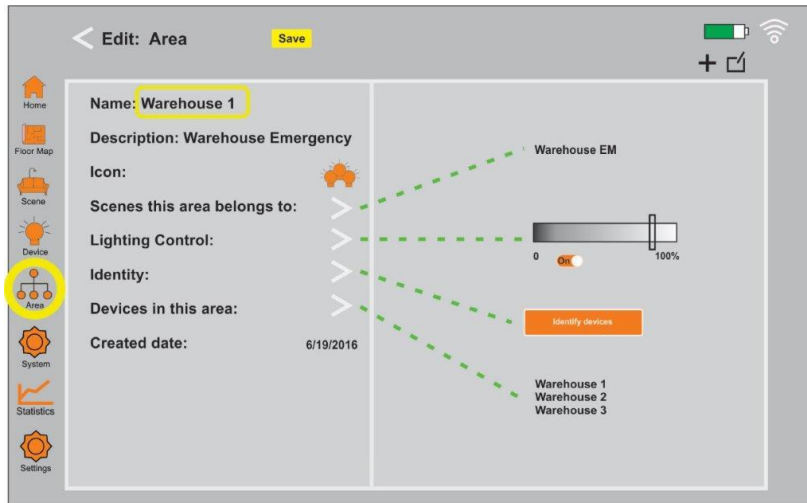 Edit: Area
Save
Home
Floor Map
Scene
Device
Area
System
Statistics
Settings
Name: Warehouse 1
Description: Warehouse Emergency
Icon:
Scenes this area belongs to:
Lighting Control:
Identity:
Devices in this area:
Created date: 6/19/2016
Warehouse EM
0 On 100%
Identify devices
Warehouse 1
Warehouse 2
Warehouse 3